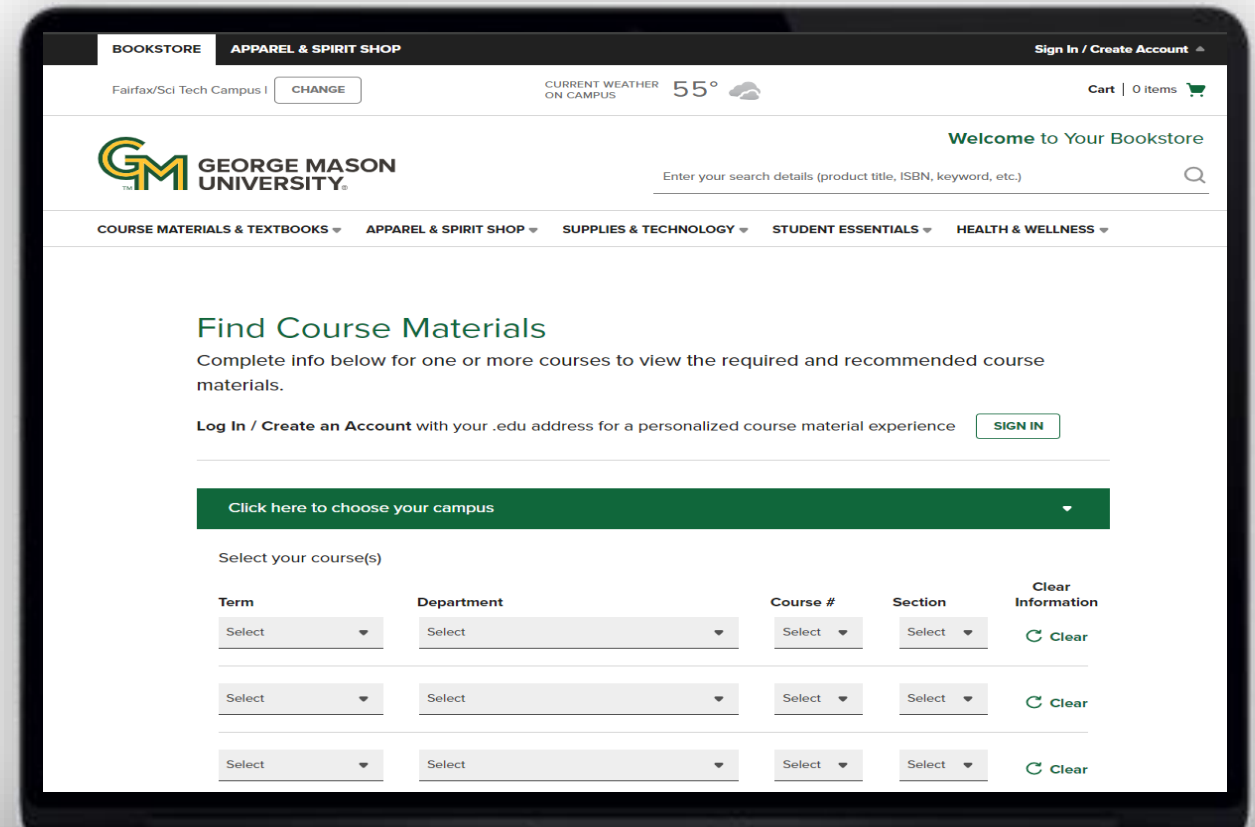 BOOKSTORE APPAREL & SPIRIT SHOP Sign In / Create Account
Fairfax/Sci Tech Campus | CHANGE
CURRENT WEATHER
ON CAMPUS
55°
Cart | 0 items
Welcome to Your Bookstore
GM
TM
GEORGE MASON
UNIVERSITY®
Enter your search details (product title, ISBN, keyword, etc.)
COURSE MATERIALS & TEXTBOOKS APPAREL & SPIRIT SHOP SUPPLIES & TECHNOLOGY STUDENT ESSENTIALS HEALTH & WELLNESS
Find Course Materials
Complete info below for one or more courses to view the required and recommended course
materials.
Log In / Create an Account with your .edu address for a personalized course material experience SIGN IN
Click here to choose your campus
Select your course(s)
Term Department Course # Section Clear Information
Select Select Select Select Clear
Select Select Select Select Clear
Select Select Select Select Clear